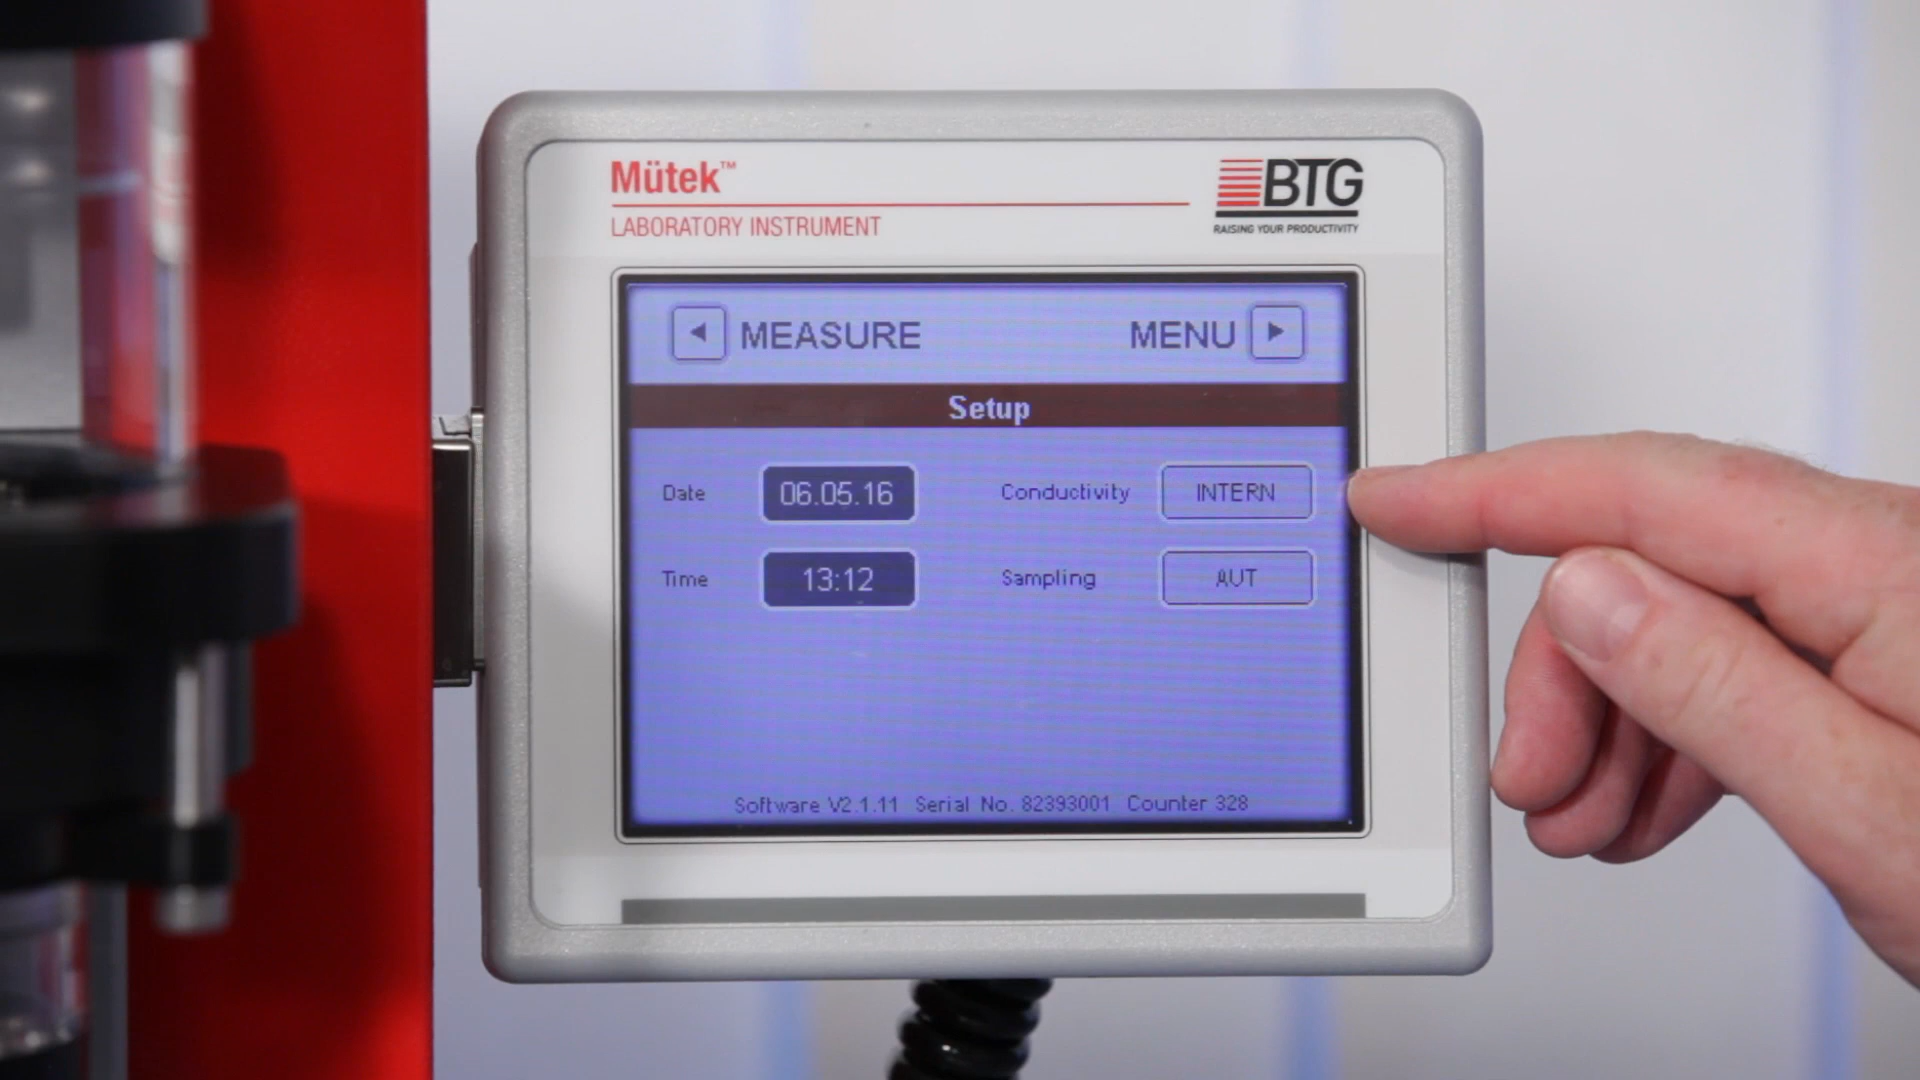 Mütek™
LABORATORY INSTRUMENT
BTG
RAISING YOUR PRODUCTIVITY
MEASURE MENU
Setup
Date 06.05.16 Conductivity INTERN
Time 13:12 Sampling AUT
Software V2.1.11 Serial No. 82393001 Counter 328